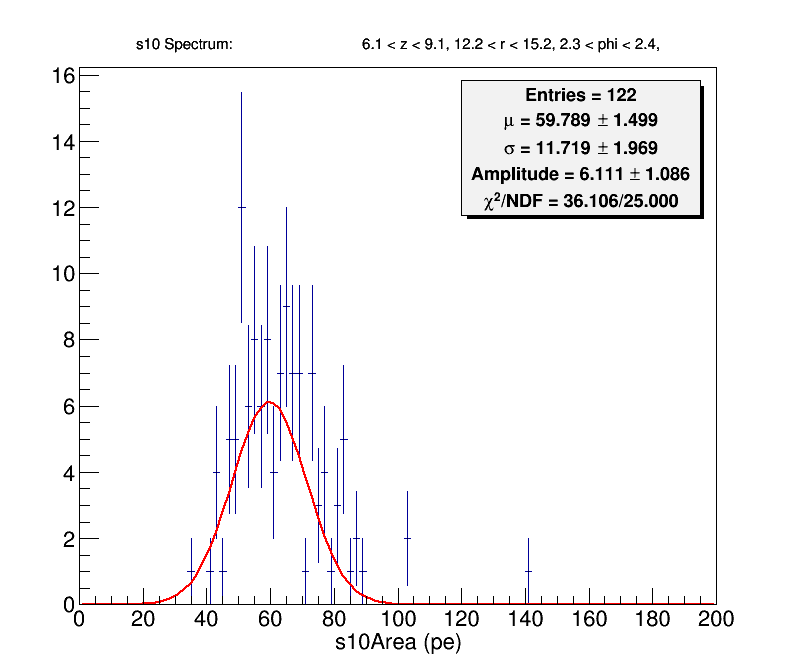 s10 Spectrum: 6.1 < z < 9.1, 12.2 < r < 15.2, 2.3 < phi < 2.4,
Entries = 122
μ = 59.789 ± 1.499
σ = 11.719 ± 1.969
Amplitude = 6.111 ± 1.086
χ²/NDF = 36.106/25.000
16
14
12
10
8
6
4
2
0
0 20 40 60 80 100 120 140 160 180 200
s10Area (pe)